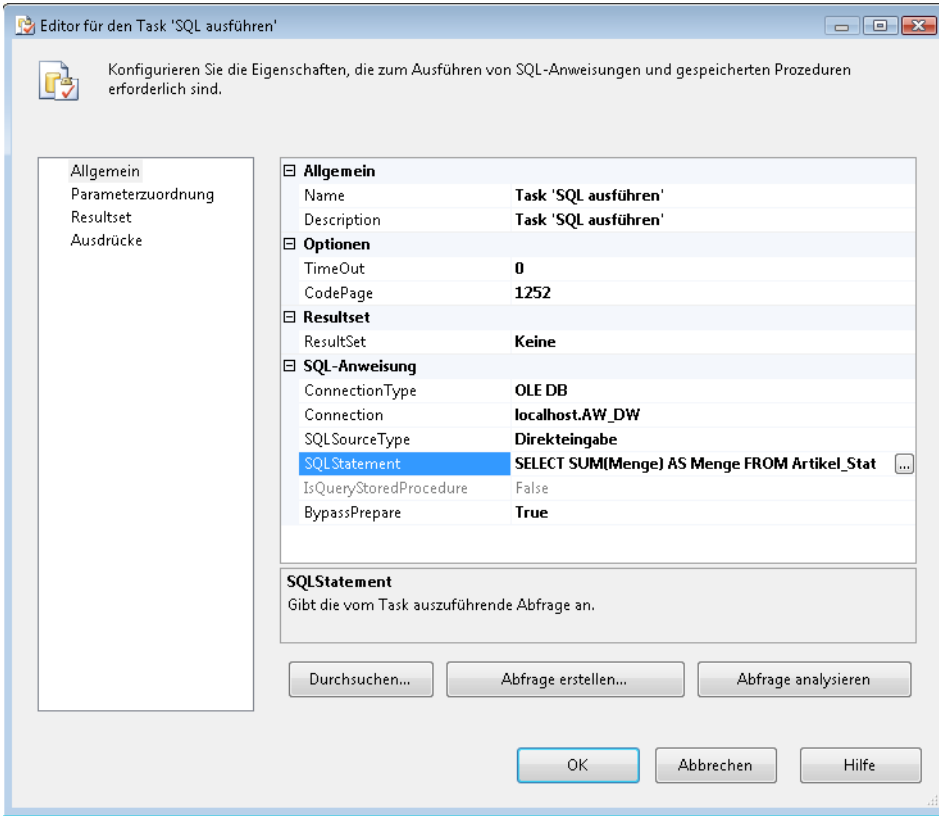 Editor für den Task 'SQL ausführen'
Konfigurieren Sie die Eigenschaften, die zum Ausführen von SQL-Anweisungen und gespeicherten Prozeduren
erforderlich sind.
Allgemein
Parameterzuordnung
Resultset
Ausdrücke
Allgemein
Name Task 'SQL ausführen'
Description Task 'SQL ausführen'
Optionen
TimeOut 0
CodePage 1252
Resultset
ResultSet Keine
SQL-Anweisung
ConnectionType OLE DB
Connection localhost.AW_DW
SQLSourceType Direkteingabe
SQLStatement SELECT SUM(Menge) AS Menge FROM Artikel_Stat ...
IsQueryStoredProcedure False
BypassPrepare True
SQLStatement
Gibt die vom Task auszuführende Abfrage an.
Durchsuchen... Abfrage erstellen... Abfrage analysieren
OK Abbrechen Hilfe